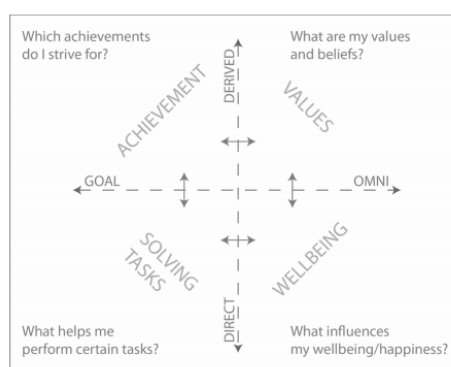 Which achievements
do I strive for?
What are my values
and beliefs?
DERIVED
ACHIEVEMENT
VALUES
GOAL
OMNI
SOLVING
TASKS
WELLBEING
DIRECT
What helps me
perform certain tasks?
What influences
my wellbeing/happiness?